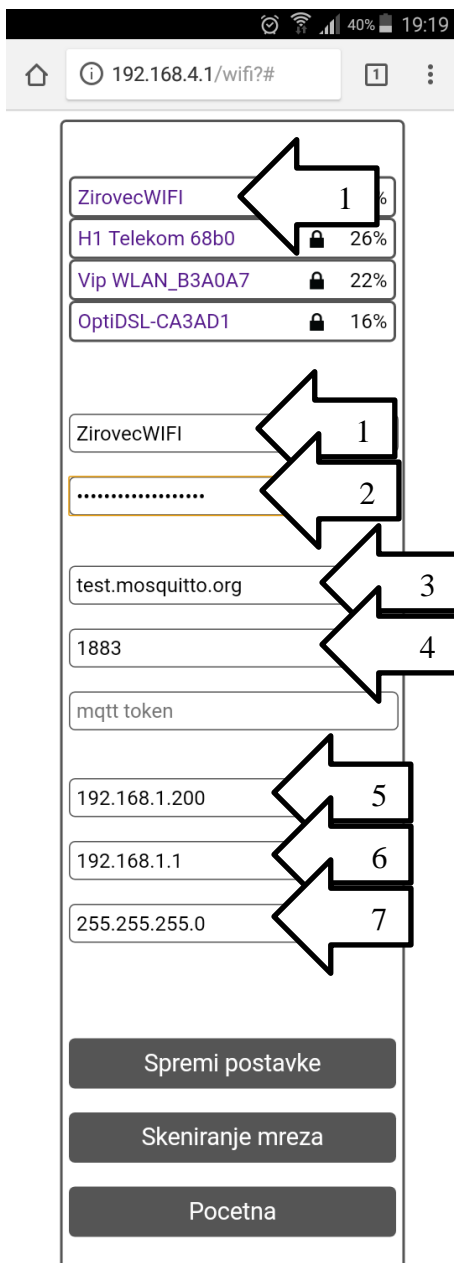 40% 19:19
192.168.4.1/wifi?# 1
ZirovecWIFI 1 %
H1 Telekom 68b0 26%
Vip WLAN_B3A0A7 22%
OptiDSL-CA3AD1 16%
ZirovecWIFI 1
••••••••••••••••••• 2
test.mosquitto.org 3
1883 4
mqtt token
192.168.1.200 5
192.168.1.1 6
255.255.255.0 7
Spremi postavke
Skeniranje mreza
Pocetna